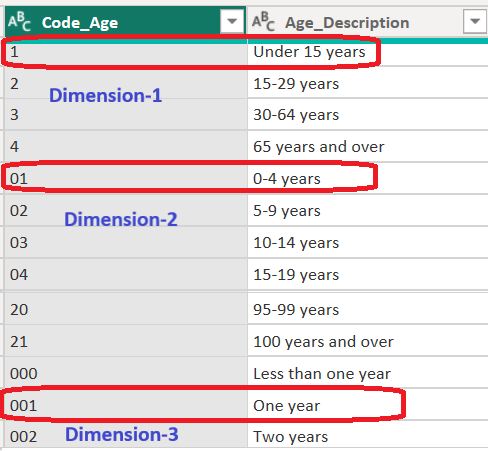 ABC Code_Age ABC Age_Description
1 Under 15 years
2 15-29 years
Dimension-1
3 30-64 years
4 65 years and over
01 0-4 years
02 5-9 years
Dimension-2
03 10-14 years
04 15-19 years
20 95-99 years
21 100 years and over
000 Less than one year
001 One year
002 Dimension-3 Two years